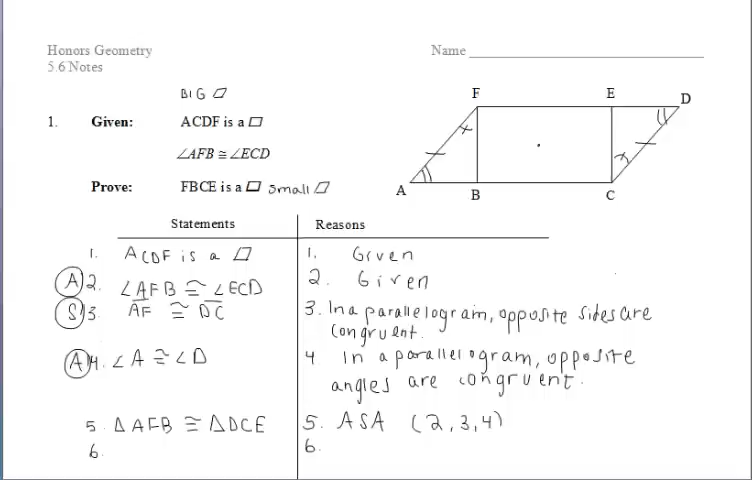 Honors Geometry
Name
5.6 Notes
BIG ▱
1. Given: ACDF is a ▱
∠AFB ≅ ∠ECD
Prove: FBCE is a ▱ small ▱
F E D
A B C
Statements Reasons
1. ACDF is a ▱ 1. Given
A 2. ∠AFB ≅ ∠ECD 2. Given
S 3. AF ≅ DC 3. In a parallelogram, opposite sides are
congruent.
A 4. ∠A ≅ ∠D 4 In a parallelogram, opposite
angles are congruent.
5. △AFB ≅ △DCE 5. ASA (2,3,4)
6. 6.